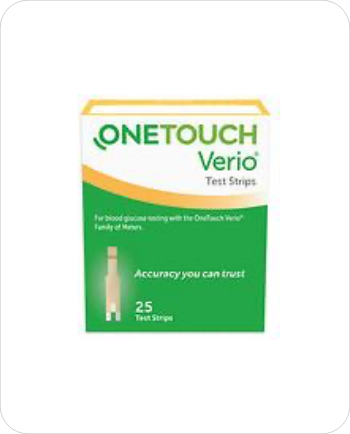 ONETOUCH
Verio®
Test Strips
For blood glucose testing with the OneTouch Verio®
Family of Meters.
Accuracy you can trust
25
Test Strips